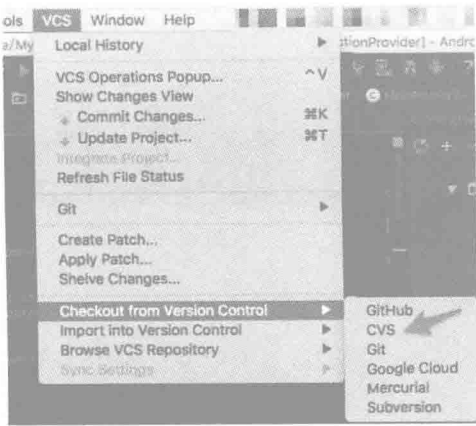 ols VCS Window Help
a/My
Local History
tionProvider] - Andro
VCS Operations Popup... ^V
Show Changes View
Commit Changes... ⌘K
Update Project... ⌘T
Integrate Project...
Refresh File Status
Git
Create Patch...
Apply Patch...
Shelve Changes...
Checkout from Version Control
Import into Version Control
Browse VCS Repository
Sync Settings
GitHub
CVS
Git
Google Cloud
Mercurial
Subversion